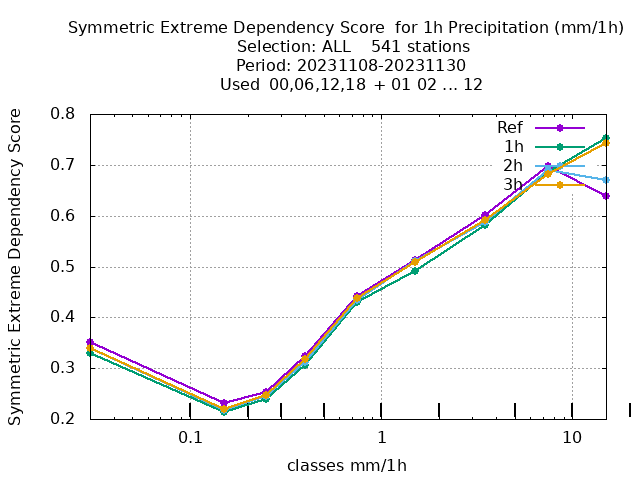 Symmetric Extreme Dependency Score  for 1h Precipitation (mm/1h)
Selection: ALL    541 stations
Period: 20231108-20231130
Used  00,06,12,18  + 01 02 ... 12
Symmetric Extreme Dependency Score
0.8
0.7
0.6
0.5
0.4
0.3
0.2
Ref
1h
2h
3h
0.1
1
10
classes mm/1h